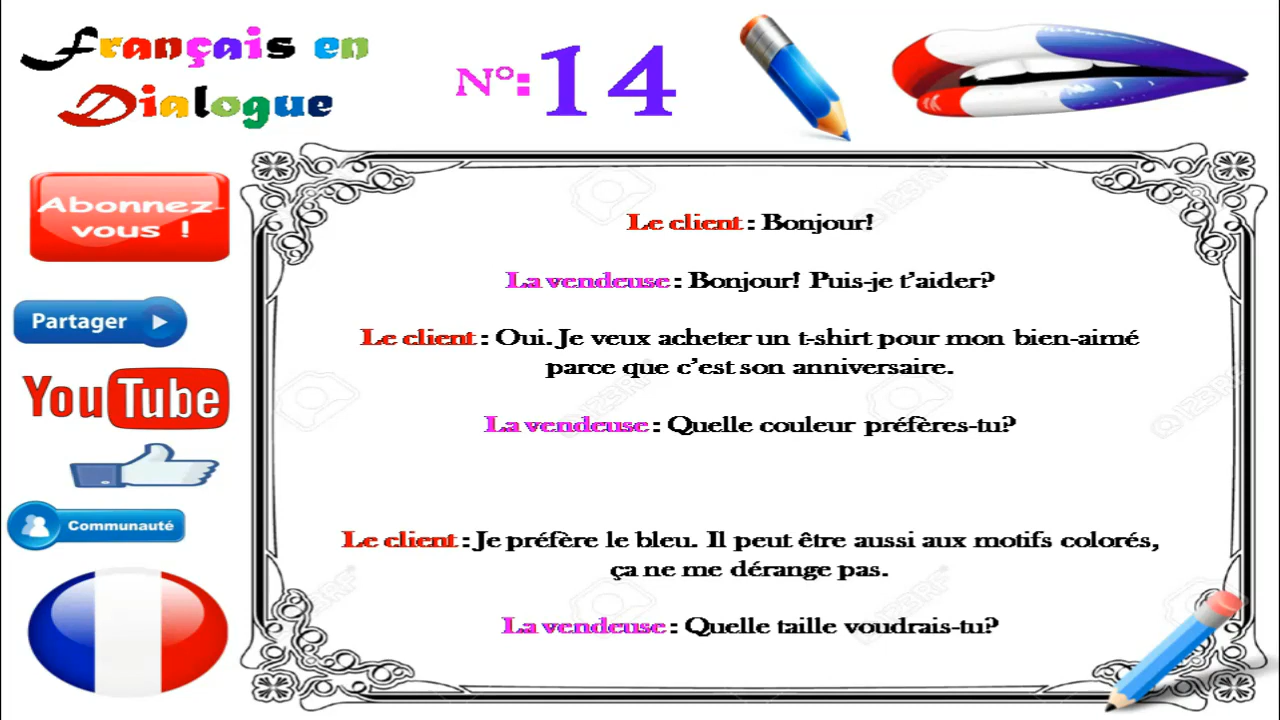 Français en
Dialogue
N°:14
Abonnez-
vous !
Partager
YouTube
Communauté
Le client : Bonjour!
La vendeuse : Bonjour! Puis-je t'aider?
Le client : Oui. Je veux acheter un t-shirt pour mon bien-aimé
parce que c'est son anniversaire.
La vendeuse : Quelle couleur préfères-tu?
Le client : Je préfère le bleu. Il peut être aussi aux motifs colorés,
ça ne me dérange pas.
La vendeuse : Quelle taille voudrais-tu?
123RF